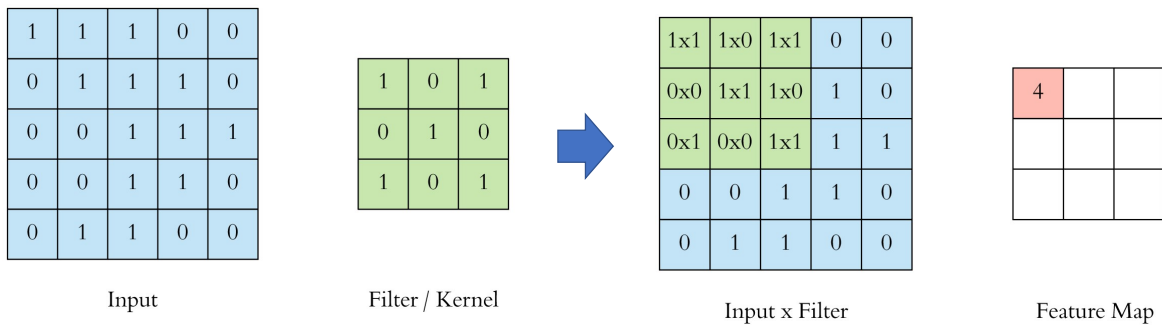 1 1 1 0 0
0 1 1 1 0
0 0 1 1 1
0 0 1 1 0
0 1 1 0 0
Input
1 0 1
0 1 0
1 0 1
Filter / Kernel
1x1 1x0 1x1 0 0
0x0 1x1 1x0 1 0
0x1 0x0 1x1 1 1
0 0 1 1 0
0 1 1 0 0
Input x Filter
4
Feature Map